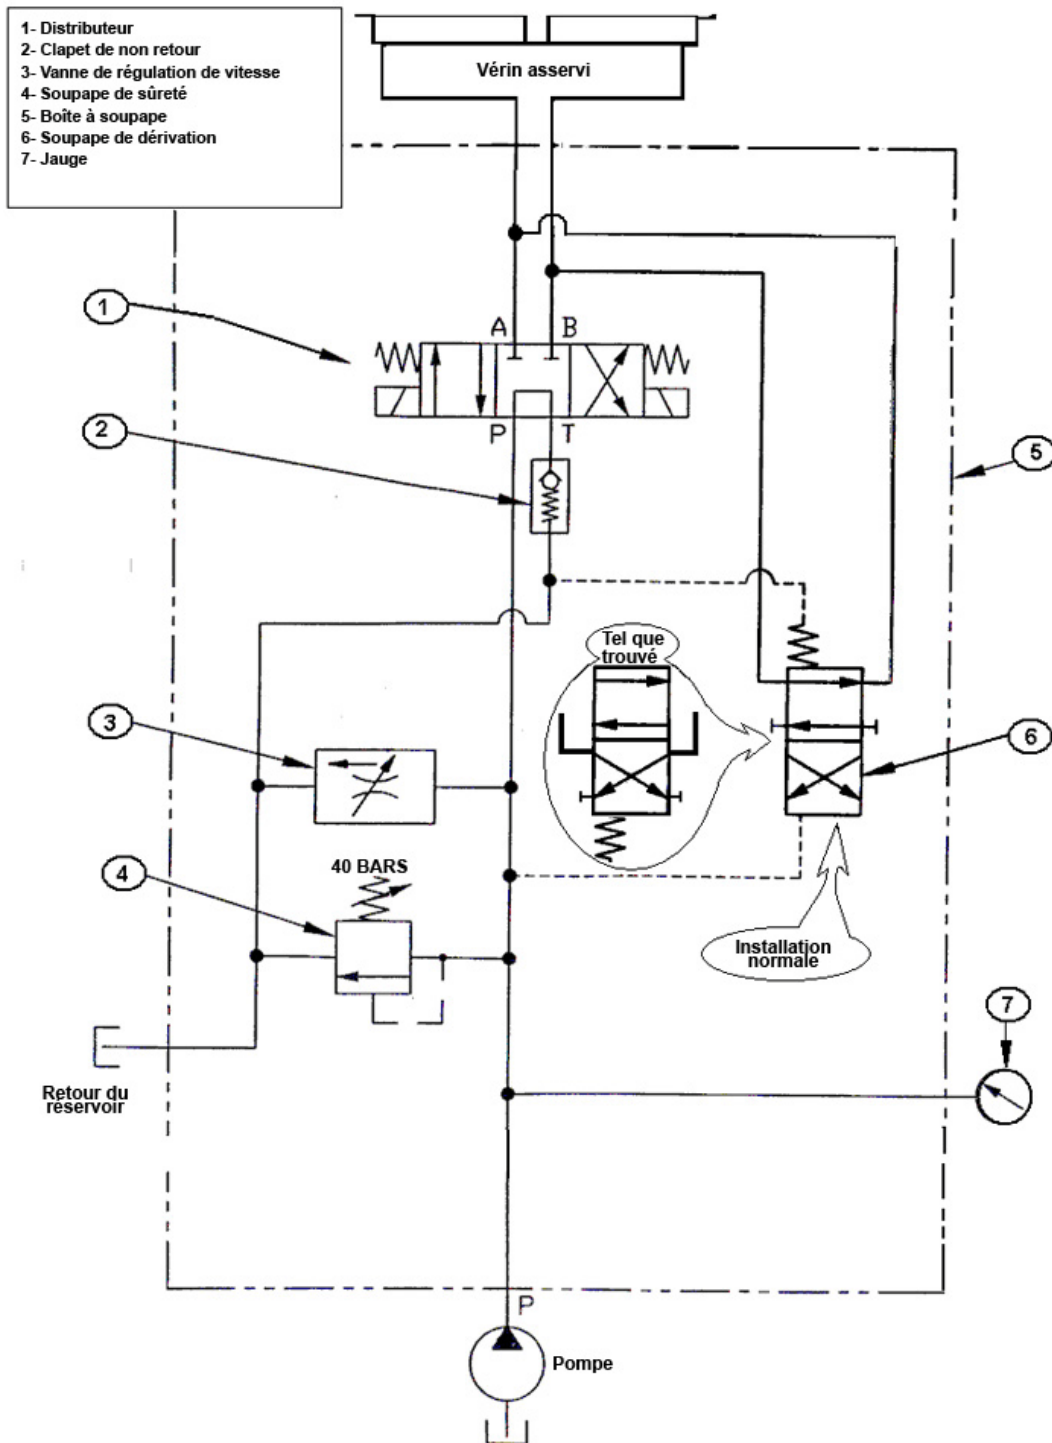 1- Distributeur
2- Clapet de non retour
3- Vanne de régulation de vitesse
4- Soupape de sûreté
5- Boîte à soupape
6- Soupape de dérivation
7- Jauge
Vérin asservi
1
A B
2
P T
5
Tel que
trouvé
3
6
40 BARS
4
Installation
normale
7
Retour du
réservoir
P
Pompe